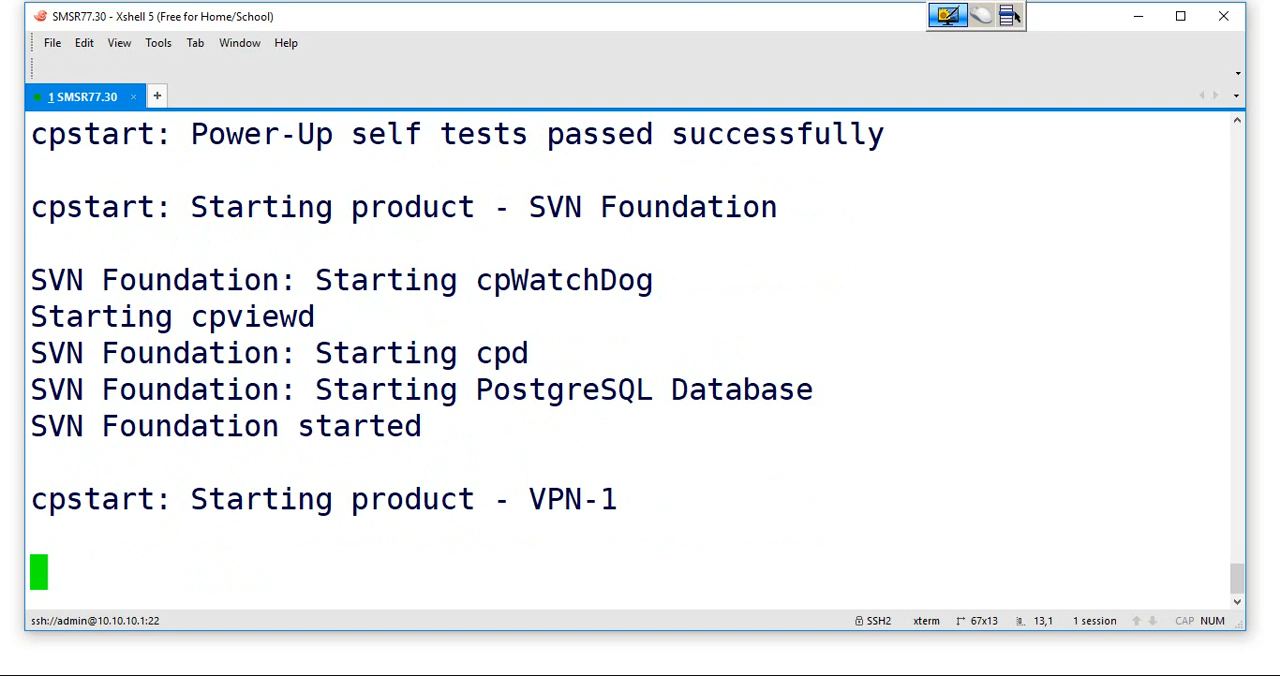 SMSR77.30 - Xshell 5 (Free for Home/School)
File Edit View Tools Tab Window Help
1 SMSR77.30 × +
cpstart: Power-Up self tests passed successfully
cpstart: Starting product - SVN Foundation
SVN Foundation: Starting cpWatchDog
Starting cpviewd
SVN Foundation: Starting cpd
SVN Foundation: Starting PostgreSQL Database
SVN Foundation started
cpstart: Starting product - VPN-1
ssh://admin@10.10.10.1:22 SSH2 xterm 67x13 13,1 1 session CAP NUM